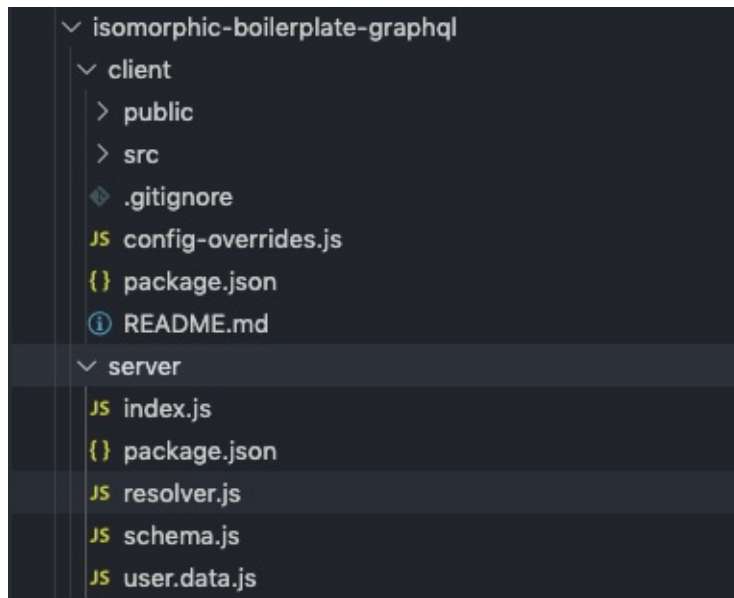 isomorphic-boilerplate-graphql
client
public
src
.gitignore
JS config-overrides.js
{} package.json
README.md
server
JS index.js
{} package.json
JS resolver.js
JS schema.js
JS user.data.js